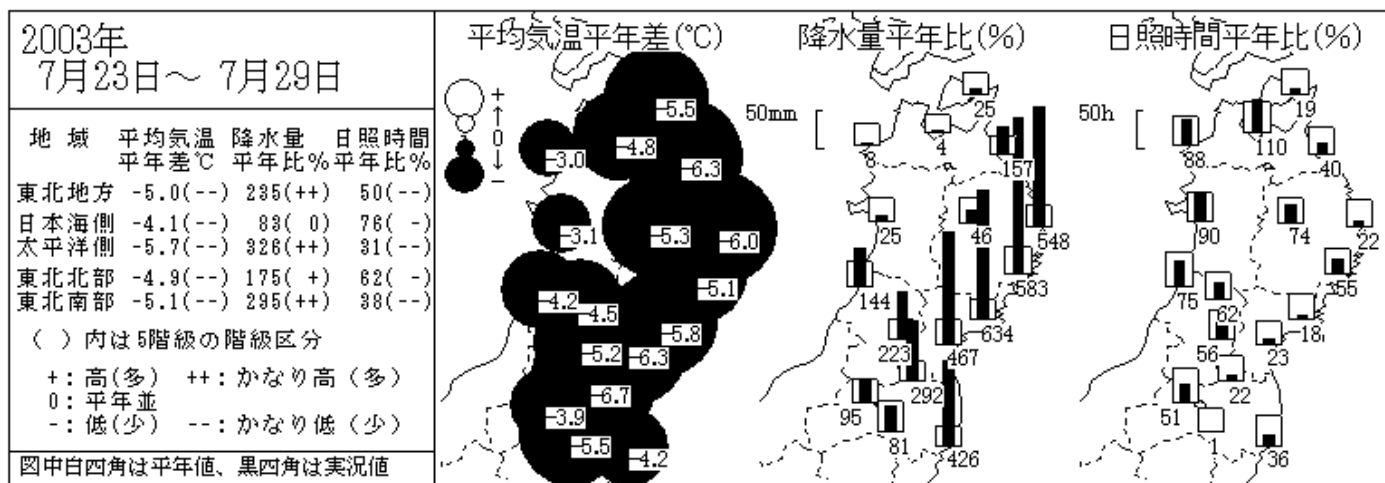 2003年
7月23日～ 7月29日
地 域 平均気温 降水量 日照時間
平年差℃ 平年比% 平年比%
東北地方 -5.0(--) 235(++) 50(--)
日本海側 -4.1(--) 83( 0) 76( -)
太平洋側 -5.7(--) 326(++) 31(--)
東北北部 -4.9(--) 175( +) 62( -)
東北南部 -5.1(--) 295(++) 38(--)
( ) 内は5階級の階級区分
+：高(多) ++：かなり高（多）
0：平年並
-：低(少) --：かなり低（少）
図中白四角は平年値、黒四角は実況値
平均気温平年差(℃)
+
↑
0
↓
-
-5.5
-4.8
-3.0
-6.3
-3.1
-5.3
-6.0
-5.1
-4.2
-4.5
-5.8
-5.2
-6.3
-6.7
-3.9
-5.5
-4.2
降水量平年比(%)
50mm
25
4
8
157
25
46
548
583
144
634
223
467
292
95
81
426
日照時間平年比(%)
50h
19
110
88
40
90
74
22
55
75
62
18
56
23
22
51
1
36